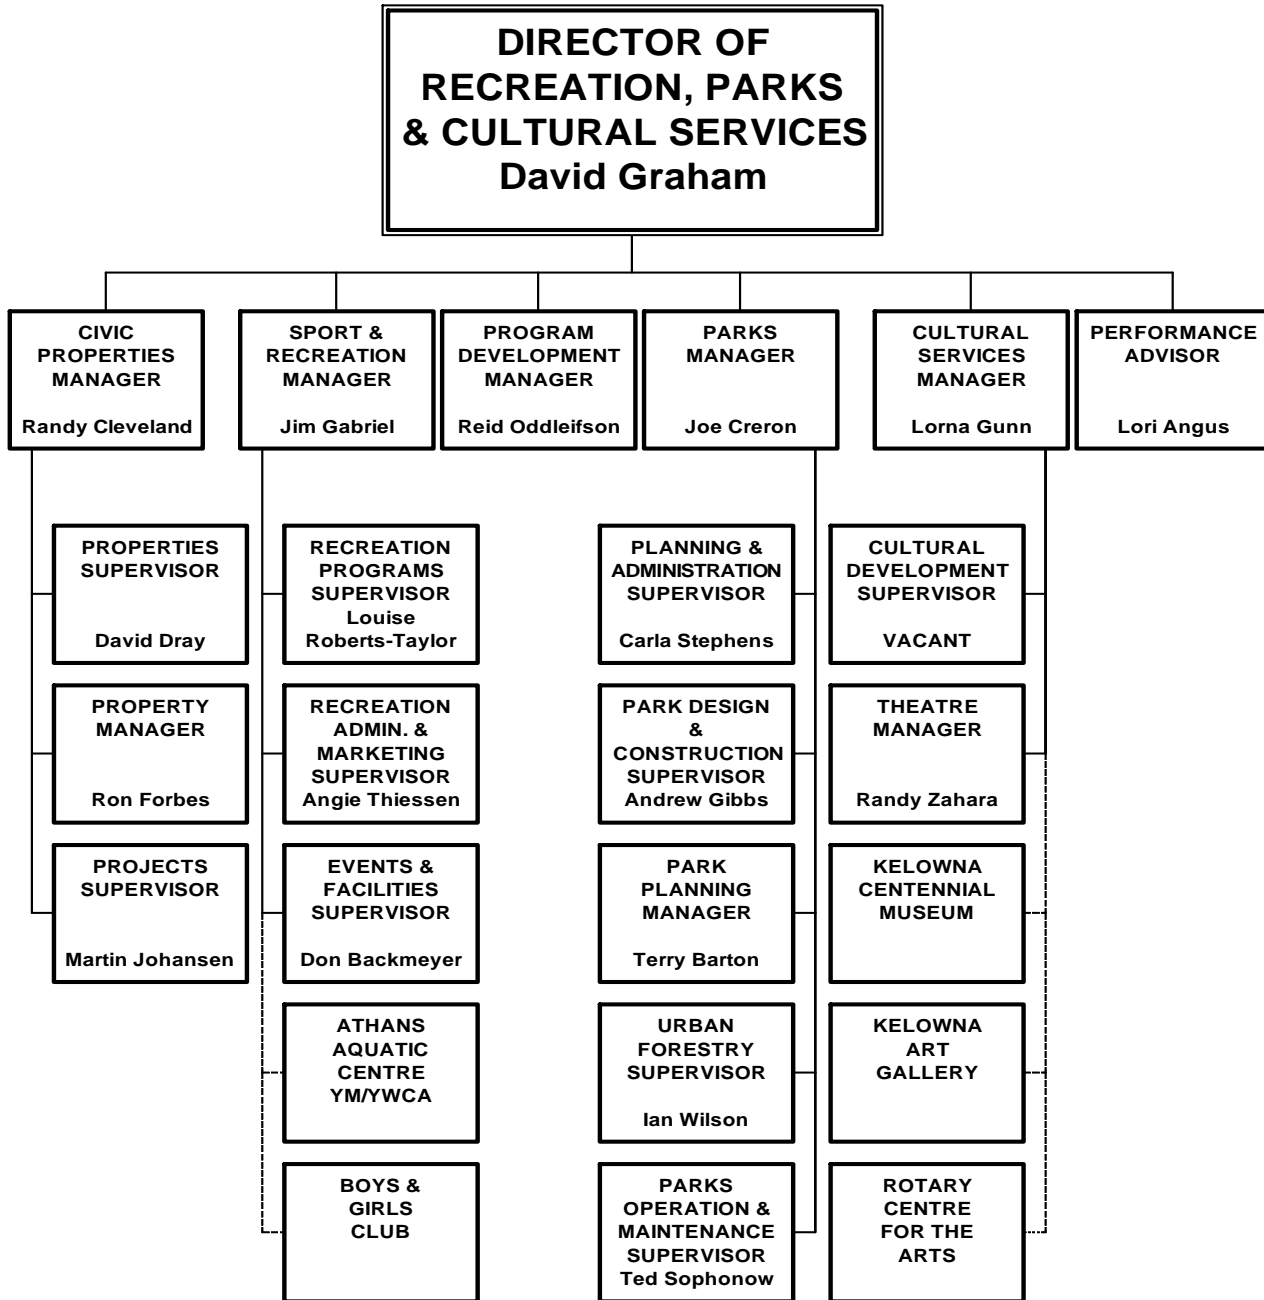 DIRECTOR OF
RECREATION, PARKS
& CULTURAL SERVICES
David Graham
CIVIC
PROPERTIES
MANAGER
Randy Cleveland
SPORT &
RECREATION
MANAGER
Jim Gabriel
PROGRAM
DEVELOPMENT
MANAGER
Reid Oddleifson
PARKS
MANAGER
Joe Creron
CULTURAL
SERVICES
MANAGER
Lorna Gunn
PERFORMANCE
ADVISOR
Lori Angus
PROPERTIES
SUPERVISOR
David Dray
RECREATION
PROGRAMS
SUPERVISOR
Louise
Roberts-Taylor
PLANNING &
ADMINISTRATION
SUPERVISOR
Carla Stephens
CULTURAL
DEVELOPMENT
SUPERVISOR
VACANT
PROPERTY
MANAGER
Ron Forbes
RECREATION
ADMIN. &
MARKETING
SUPERVISOR
Angie Thiessen
PARK DESIGN
&
CONSTRUCTION
SUPERVISOR
Andrew Gibbs
THEATRE
MANAGER
Randy Zahara
PROJECTS
SUPERVISOR
Martin Johansen
EVENTS &
FACILITIES
SUPERVISOR
Don Backmeyer
PARK
PLANNING
MANAGER
Terry Barton
KELOWNA
CENTENNIAL
MUSEUM
ATHANS
AQUATIC
CENTRE
YM/YWCA
URBAN
FORESTRY
SUPERVISOR
Ian Wilson
KELOWNA
ART
GALLERY
BOYS &
GIRLS
CLUB
PARKS
OPERATION &
MAINTENANCE
SUPERVISOR
Ted Sophonow
ROTARY
CENTRE
FOR THE
ARTS